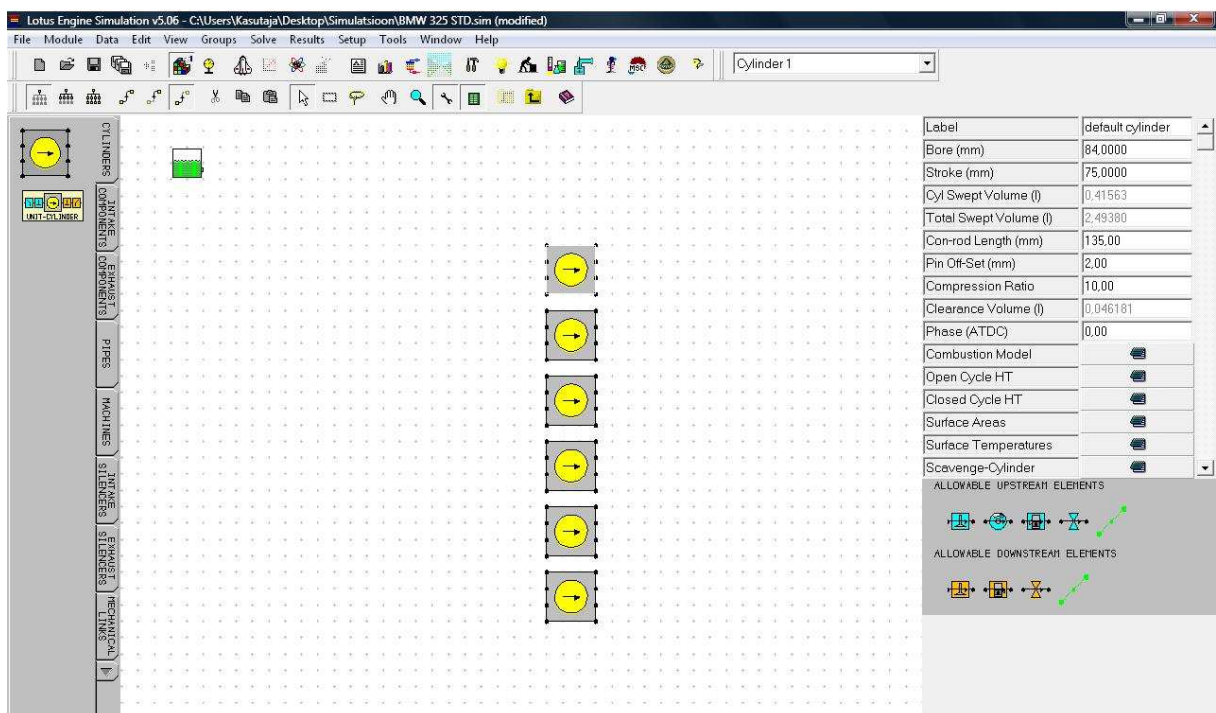 Lotus Engine Simulation v5.06 - C:\Users\Kasutaja\Desktop\Simulatsioon\BMW 325 STD.sim (modified)
File Module Data Edit View Groups Solve Results Setup Tools Window Help
MSC
Cylinder 1
CYLINDERS
INTAKE COMPONENTS
EXHAUST COMPONENTS
PIPES
MACHINES
INTAKE SILENCERS
EXHAUST SILENCERS
MECHANICAL LINKS
UNIT-CYLINDER
Label default cylinder
Bore (mm) 84,0000
Stroke (mm) 75,0000
Cyl Swept Volume (l) 0,41563
Total Swept Volume (l) 2,49380
Con-rod Length (mm) 135,00
Pin Off-Set (mm) 2,00
Compression Ratio 10,00
Clearance Volume (l) 0,046181
Phase (ATDC) 0,00
Combustion Model
Open Cycle HT
Closed Cycle HT
Surface Areas
Surface Temperatures
Scavenge-Cylinder
ALLOWABLE UPSTREAM ELEMENTS
ALLOWABLE DOWNSTREAM ELEMENTS